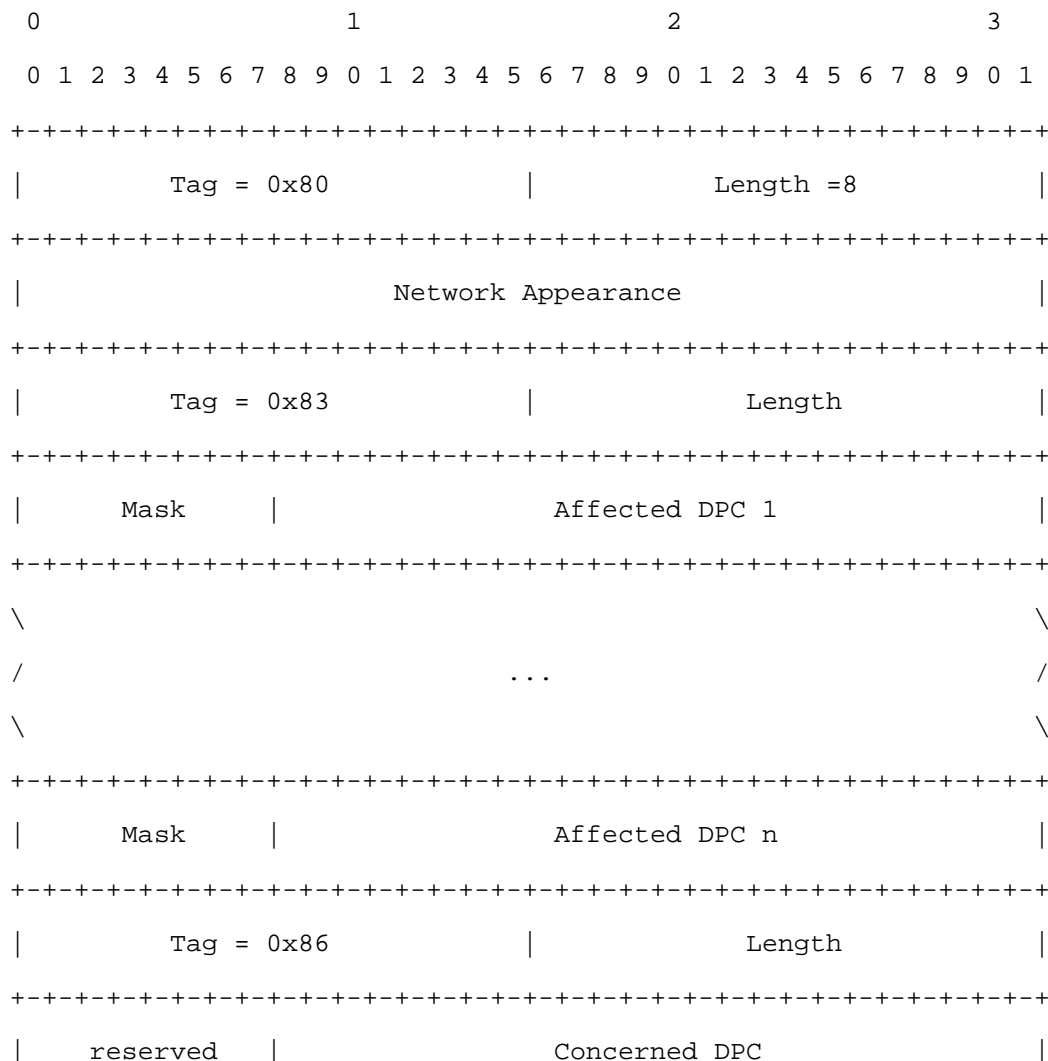 0                   1                   2                   3
 0 1 2 3 4 5 6 7 8 9 0 1 2 3 4 5 6 7 8 9 0 1 2 3 4 5 6 7 8 9 0 1
+-+-+-+-+-+-+-+-+-+-+-+-+-+-+-+-+-+-+-+-+-+-+-+-+-+-+-+-+-+-+-+-+
|         Tag = 0x80            |           Length =8           |
+-+-+-+-+-+-+-+-+-+-+-+-+-+-+-+-+-+-+-+-+-+-+-+-+-+-+-+-+-+-+-+-+
|                       Network Appearance                      |
+-+-+-+-+-+-+-+-+-+-+-+-+-+-+-+-+-+-+-+-+-+-+-+-+-+-+-+-+-+-+-+-+
|         Tag = 0x83            |             Length            |
+-+-+-+-+-+-+-+-+-+-+-+-+-+-+-+-+-+-+-+-+-+-+-+-+-+-+-+-+-+-+-+-+
|      Mask     |                 Affected DPC 1                |
+-+-+-+-+-+-+-+-+-+-+-+-+-+-+-+-+-+-+-+-+-+-+-+-+-+-+-+-+-+-+-+-+
\                                                               \
/                              ...                              /
\                                                               \
+-+-+-+-+-+-+-+-+-+-+-+-+-+-+-+-+-+-+-+-+-+-+-+-+-+-+-+-+-+-+-+-+
|      Mask     |                 Affected DPC n                |
+-+-+-+-+-+-+-+-+-+-+-+-+-+-+-+-+-+-+-+-+-+-+-+-+-+-+-+-+-+-+-+-+
|         Tag = 0x86            |             Length            |
+-+-+-+-+-+-+-+-+-+-+-+-+-+-+-+-+-+-+-+-+-+-+-+-+-+-+-+-+-+-+-+-+
|    reserved   |                 Concerned DPC                 |